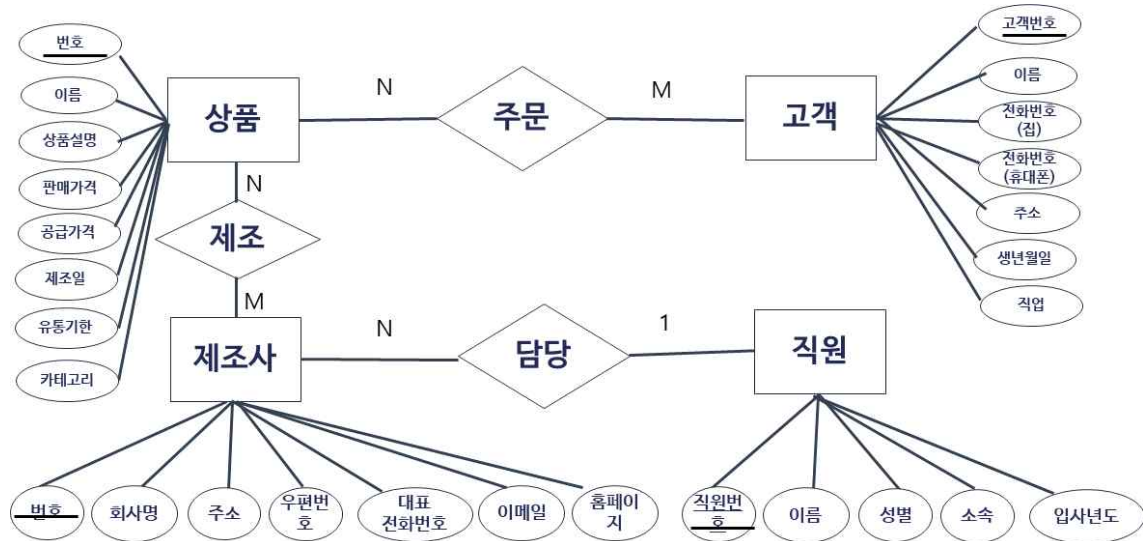 번호
이름
상품설명
판매가격
공급가격
제조일
유통기한
카테고리
상품
N
주문
M
고객
고객번호
이름
전화번호
(집)
전화번호
(휴대폰)
주소
생년월일
직업
N
제조
M
제조사
N
담당
1
직원
번호
회사명
주소
우편번
호
대표
전화번호
이메일
홈페이
지
직원번
호
이름
성별
소속
입사년도